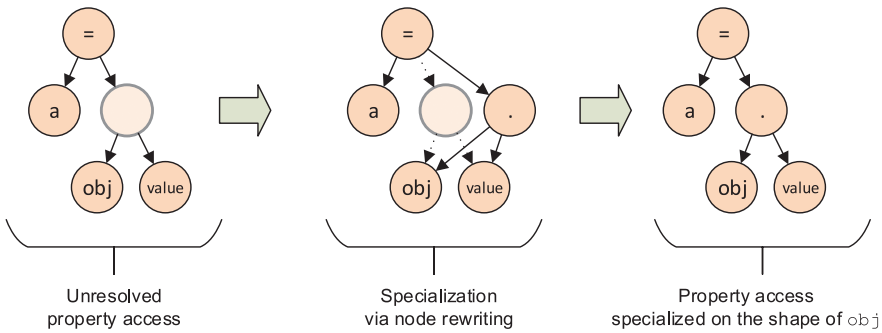 = = =
a a . a .
obj value obj value obj value
Unresolved Specialization Property access
property access via node rewriting specialized on the shape of obj